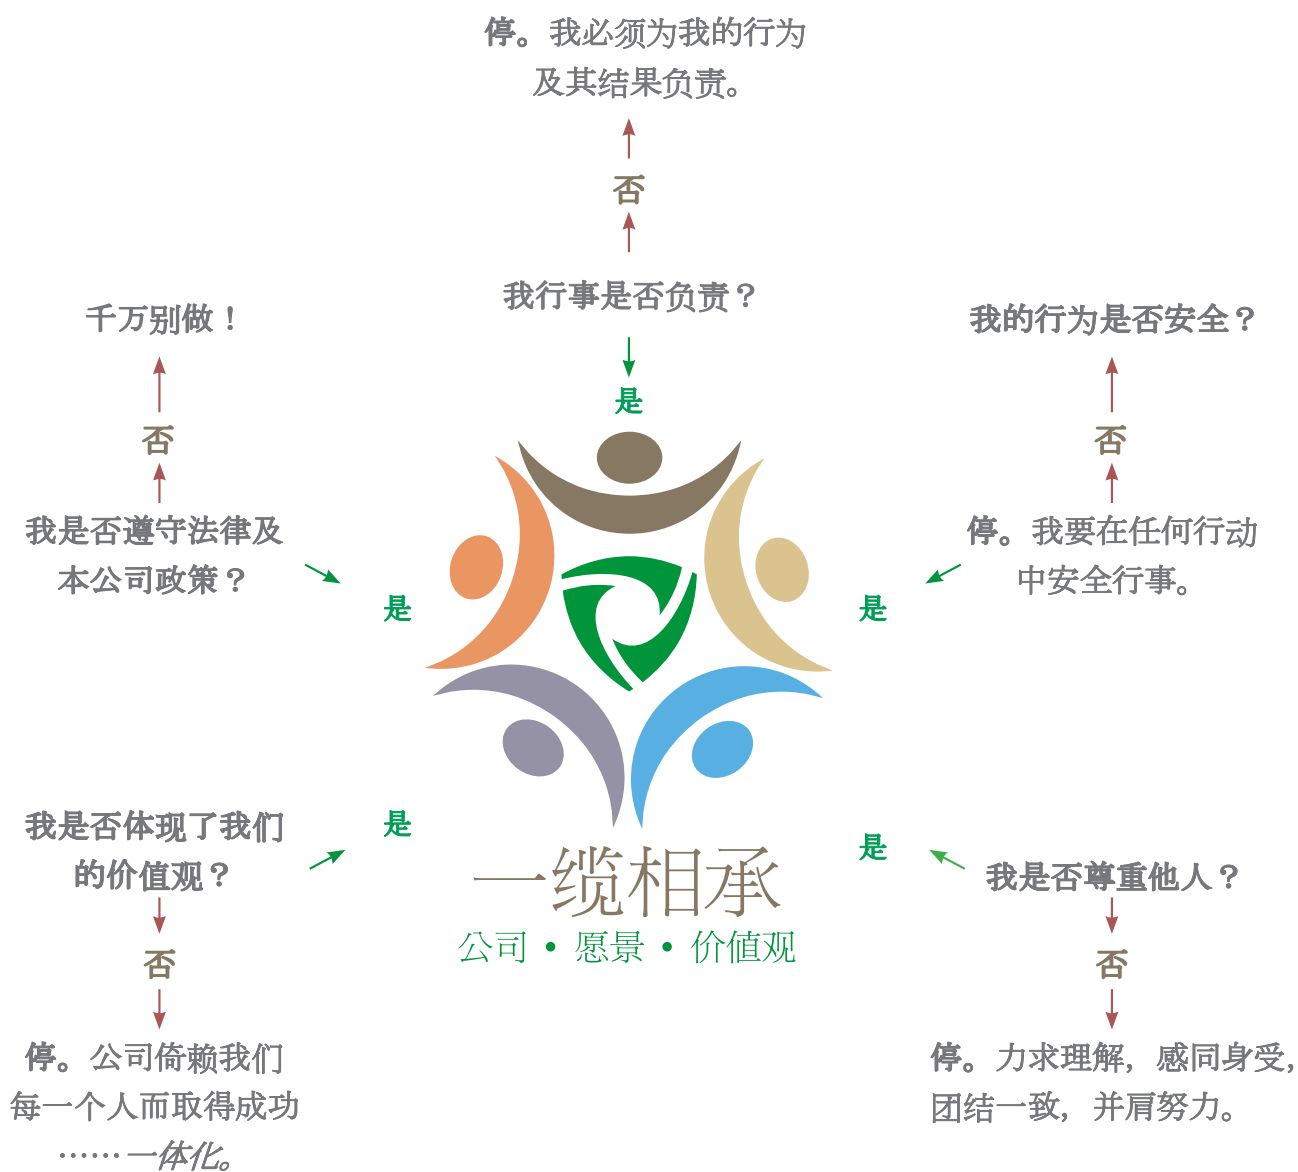 停。我必须为我的行为
及其结果负责。
否
我行事是否负责？
是
千万别做！
否
我是否遵守法律及
本公司政策？
是
我的行为是否安全？
否
停。我要在任何行动
中安全行事。
是
我是否体现了我们
的价值观？
是
否
停。公司倚赖我们
每一个人而取得成功
……一体化。
一缆相承
公司•愿景•价值观
是
我是否尊重他人？
否
停。力求理解，感同身受，
团结一致，并肩努力。